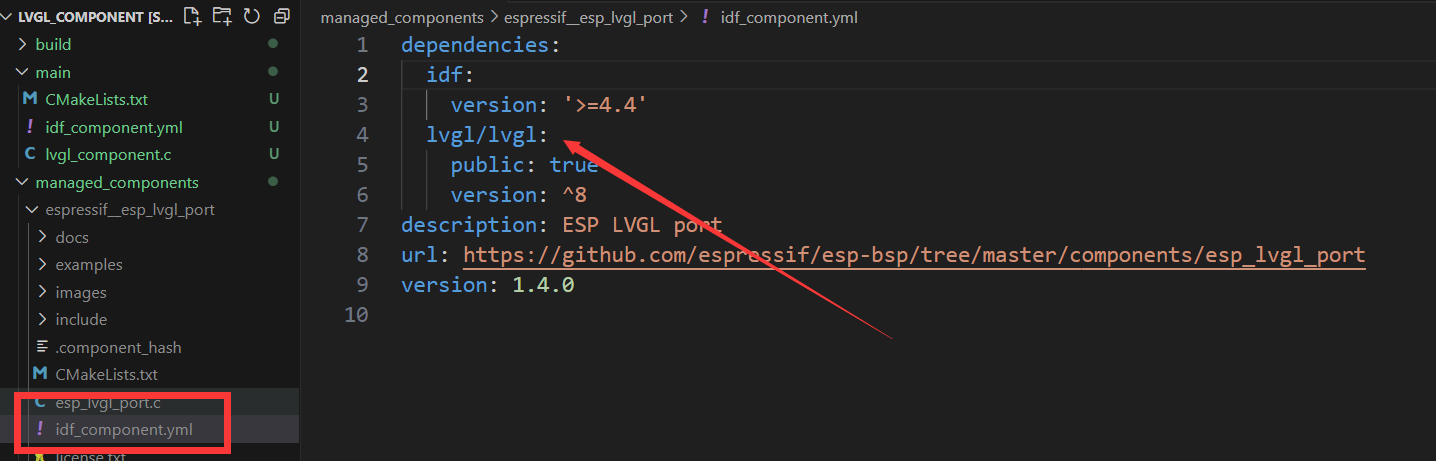 LVGL_COMPONENT [S...
build
main
M CMakeLists.txt U
! idf_component.yml U
C lvgl_component.c U
managed_components
espressif__esp_lvgl_port
docs
examples
images
include
.component_hash
M CMakeLists.txt
C esp_lvgl_port.c
! idf_component.yml
license.txt
managed_components > espressif__esp_lvgl_port > ! idf_component.yml
1 dependencies:
2 idf:
3 version: '>=4.4'
4 lvgl/lvgl:
5 public: true
6 version: ^8
7 description: ESP LVGL port
8 url: https://github.com/espressif/esp-bsp/tree/master/components/esp_lvgl_port
9 version: 1.4.0
10